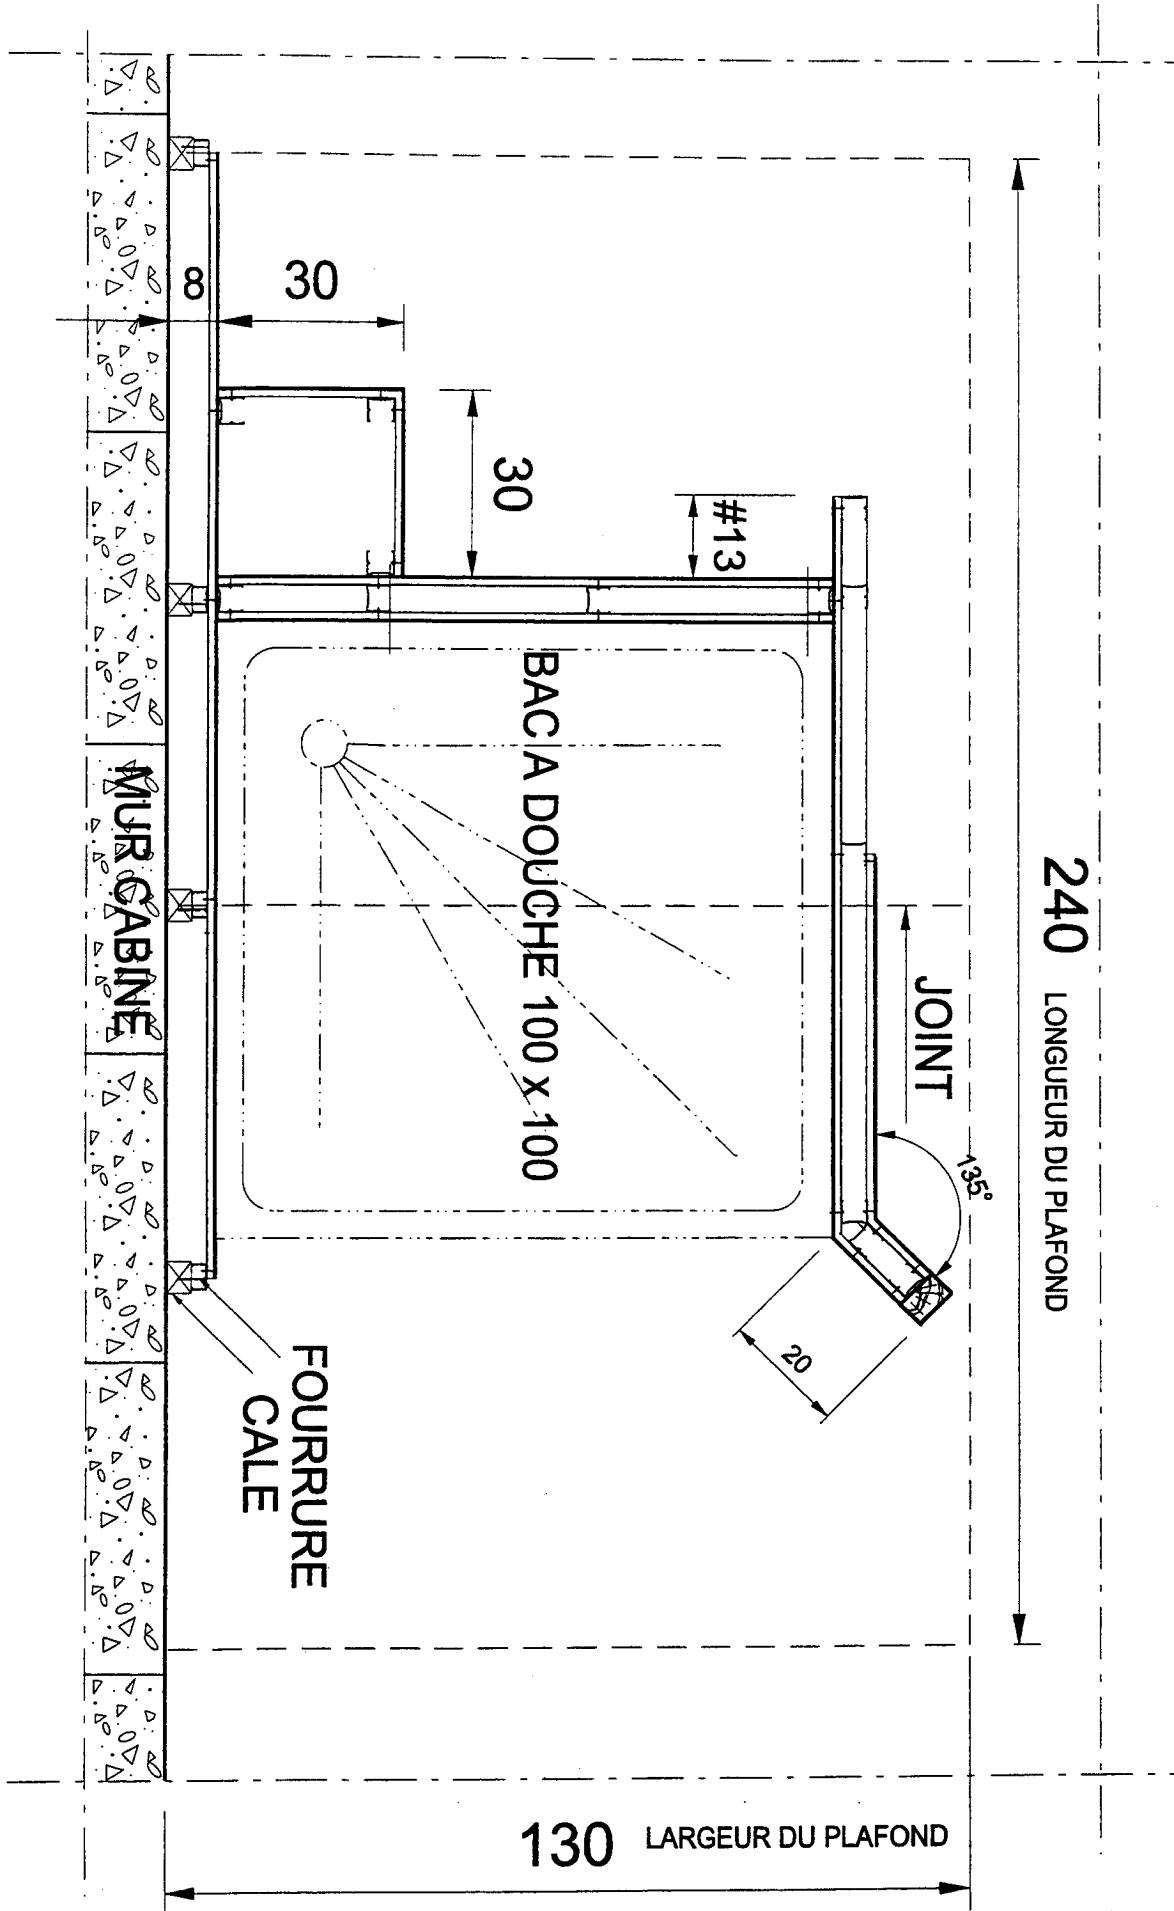 8
30
30
#13
BAC A DOUCHE 100 x 100
MUR CABINE
240 LONGUEUR DU PLAFOND
JOINT
135°
20
FOURRURE
CALE
130 LARGEUR DU PLAFOND